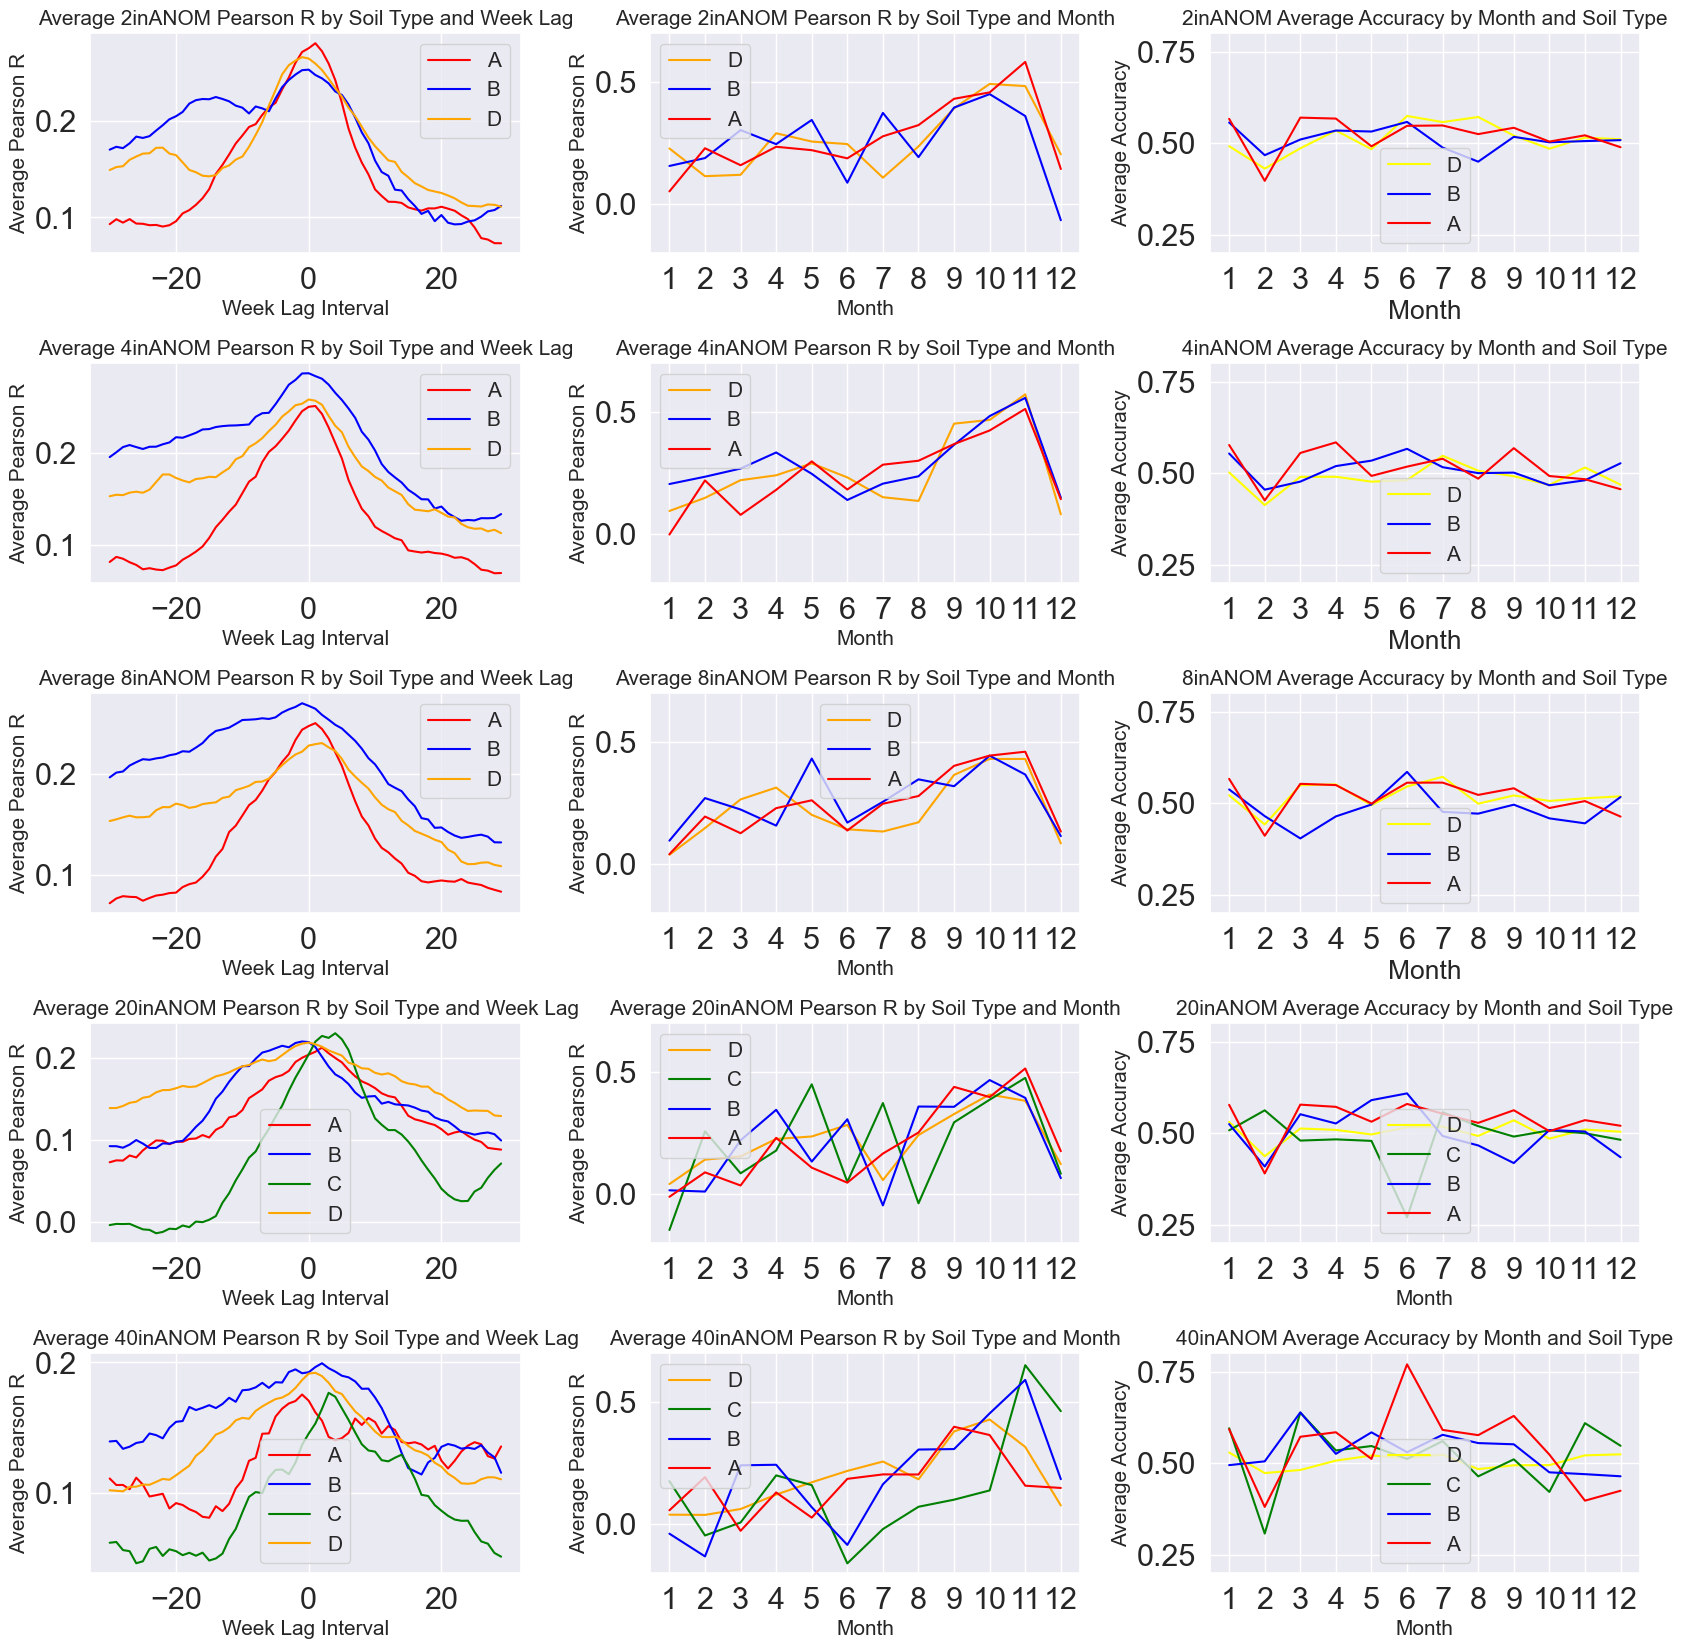 Average 2inANOM Pearson R by Soil Type and Week Lag
Average Pearson R
0.2
0.1
A
B
D
−20 0 20
Week Lag Interval
Average 2inANOM Pearson R by Soil Type and Month
Average Pearson R
0.5
0.0
D
B
A
1 2 3 4 5 6 7 8 9 10 11 12
Month
2inANOM Average Accuracy by Month and Soil Type
Average Accuracy
0.75
0.50
0.25
D
B
A
1 2 3 4 5 6 7 8 9 10 11 12
Month
Average 4inANOM Pearson R by Soil Type and Week Lag
Average Pearson R
0.2
0.1
A
B
D
−20 0 20
Week Lag Interval
Average 4inANOM Pearson R by Soil Type and Month
Average Pearson R
0.5
0.0
D
B
A
1 2 3 4 5 6 7 8 9 10 11 12
Month
4inANOM Average Accuracy by Month and Soil Type
Average Accuracy
0.75
0.50
0.25
D
B
A
1 2 3 4 5 6 7 8 9 10 11 12
Month
Average 8inANOM Pearson R by Soil Type and Week Lag
Average Pearson R
0.2
0.1
A
B
D
−20 0 20
Week Lag Interval
Average 8inANOM Pearson R by Soil Type and Month
Average Pearson R
0.5
0.0
D
B
A
1 2 3 4 5 6 7 8 9 10 11 12
Month
8inANOM Average Accuracy by Month and Soil Type
Average Accuracy
0.75
0.50
0.25
D
B
A
1 2 3 4 5 6 7 8 9 10 11 12
Month
Average 20inANOM Pearson R by Soil Type and Week Lag
Average Pearson R
0.2
0.1
0.0
A
B
C
D
−20 0 20
Week Lag Interval
Average 20inANOM Pearson R by Soil Type and Month
Average Pearson R
0.5
0.0
D
C
B
A
1 2 3 4 5 6 7 8 9 10 11 12
Month
20inANOM Average Accuracy by Month and Soil Type
Average Accuracy
0.75
0.50
0.25
D
C
B
A
1 2 3 4 5 6 7 8 9 10 11 12
Month
Average 40inANOM Pearson R by Soil Type and Week Lag
Average Pearson R
0.2
0.1
A
B
C
D
−20 0 20
Week Lag Interval
Average 40inANOM Pearson R by Soil Type and Month
Average Pearson R
0.5
0.0
D
C
B
A
1 2 3 4 5 6 7 8 9 10 11 12
Month
40inANOM Average Accuracy by Month and Soil Type
Average Accuracy
0.75
0.50
0.25
D
C
B
A
1 2 3 4 5 6 7 8 9 10 11 12
Month